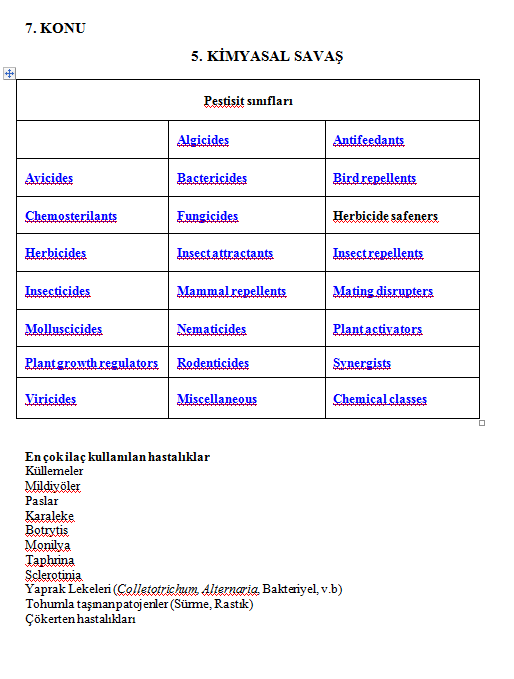 7. KONU
5. KİMYASAL SAVAŞ
Pestisit sınıfları
Algicides Antifeedants
Avicides Bactericides Bird repellents
Chemosterilants Fungicides Herbicide safeners
Herbicides Insect attractants Insect repellents
Insecticides Mammal repellents Mating disrupters
Molluscicides Nematicides Plant activators
Plant growth regulators Rodenticides Synergists
Viricides Miscellaneous Chemical classes
En çok ilaç kullanılan hastalıklar
Küllemeler
Mildiyöler
Paslar
Karaleke
Botrytis
Monilya
Taphrina
Sclerotinia
Yaprak Lekeleri (Colletotrichum, Alternaria, Bakteriyel, v.b)
Tohumla taşınan patojenler (Sürme, Rastık)
Çökerten hastalıkları